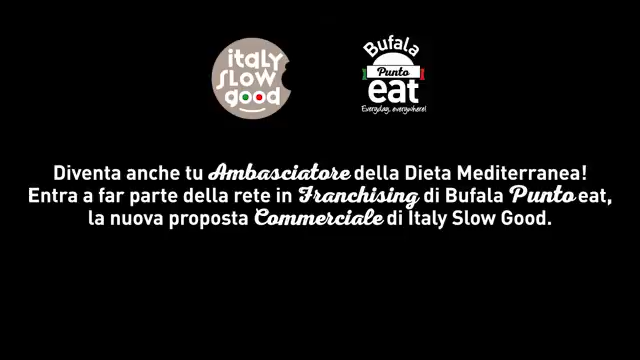 italy
slow
good
Bufala
Punto
eat
Everyday, everywhere!
Diventa anche tu Ambasciatore della Dieta Mediterranea!
Entra a far parte della rete in Franchising di Bufala Punto eat,
la nuova proposta Commerciale di Italy Slow Good.